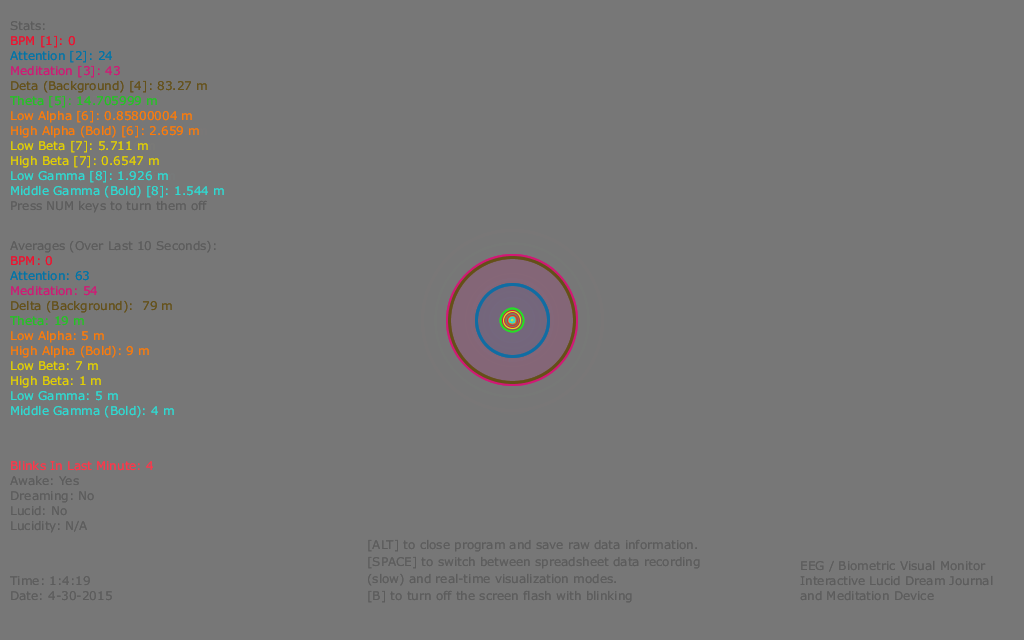 Stats:
BPM [1]: 0
Attention [2]: 24
Meditation [3]: 43
Deta (Background) [4]: 83.27 m
Theta [5]: 14.705999 m
Low Alpha [6]: 0.85800004 m
High Alpha (Bold) [6]: 2.659 m
Low Beta [7]: 5.711 m
High Beta [7]: 0.6547 m
Low Gamma [8]: 1.926 m
Middle Gamma (Bold) [8]: 1.544 m
Press NUM keys to turn them off
Averages (Over Last 10 Seconds):
BPM: 0
Attention: 63
Meditation: 54
Delta (Background): 79 m
Theta: 19 m
Low Alpha: 5 m
High Alpha (Bold): 9 m
Low Beta: 7 m
High Beta: 1 m
Low Gamma: 5 m
Middle Gamma (Bold): 4 m
Blinks In Last Minute: 4
Awake: Yes
Dreaming: No
Lucid: No
Lucidity: N/A
Time: 1:4:19
Date: 4-30-2015
[ALT] to close program and save raw data information.
[SPACE] to switch between spreadsheet data recording
(slow) and real-time visualization modes.
[B] to turn off the screen flash with blinking
EEG / Biometric Visual Monitor
Interactive Lucid Dream Journal
and Meditation Device